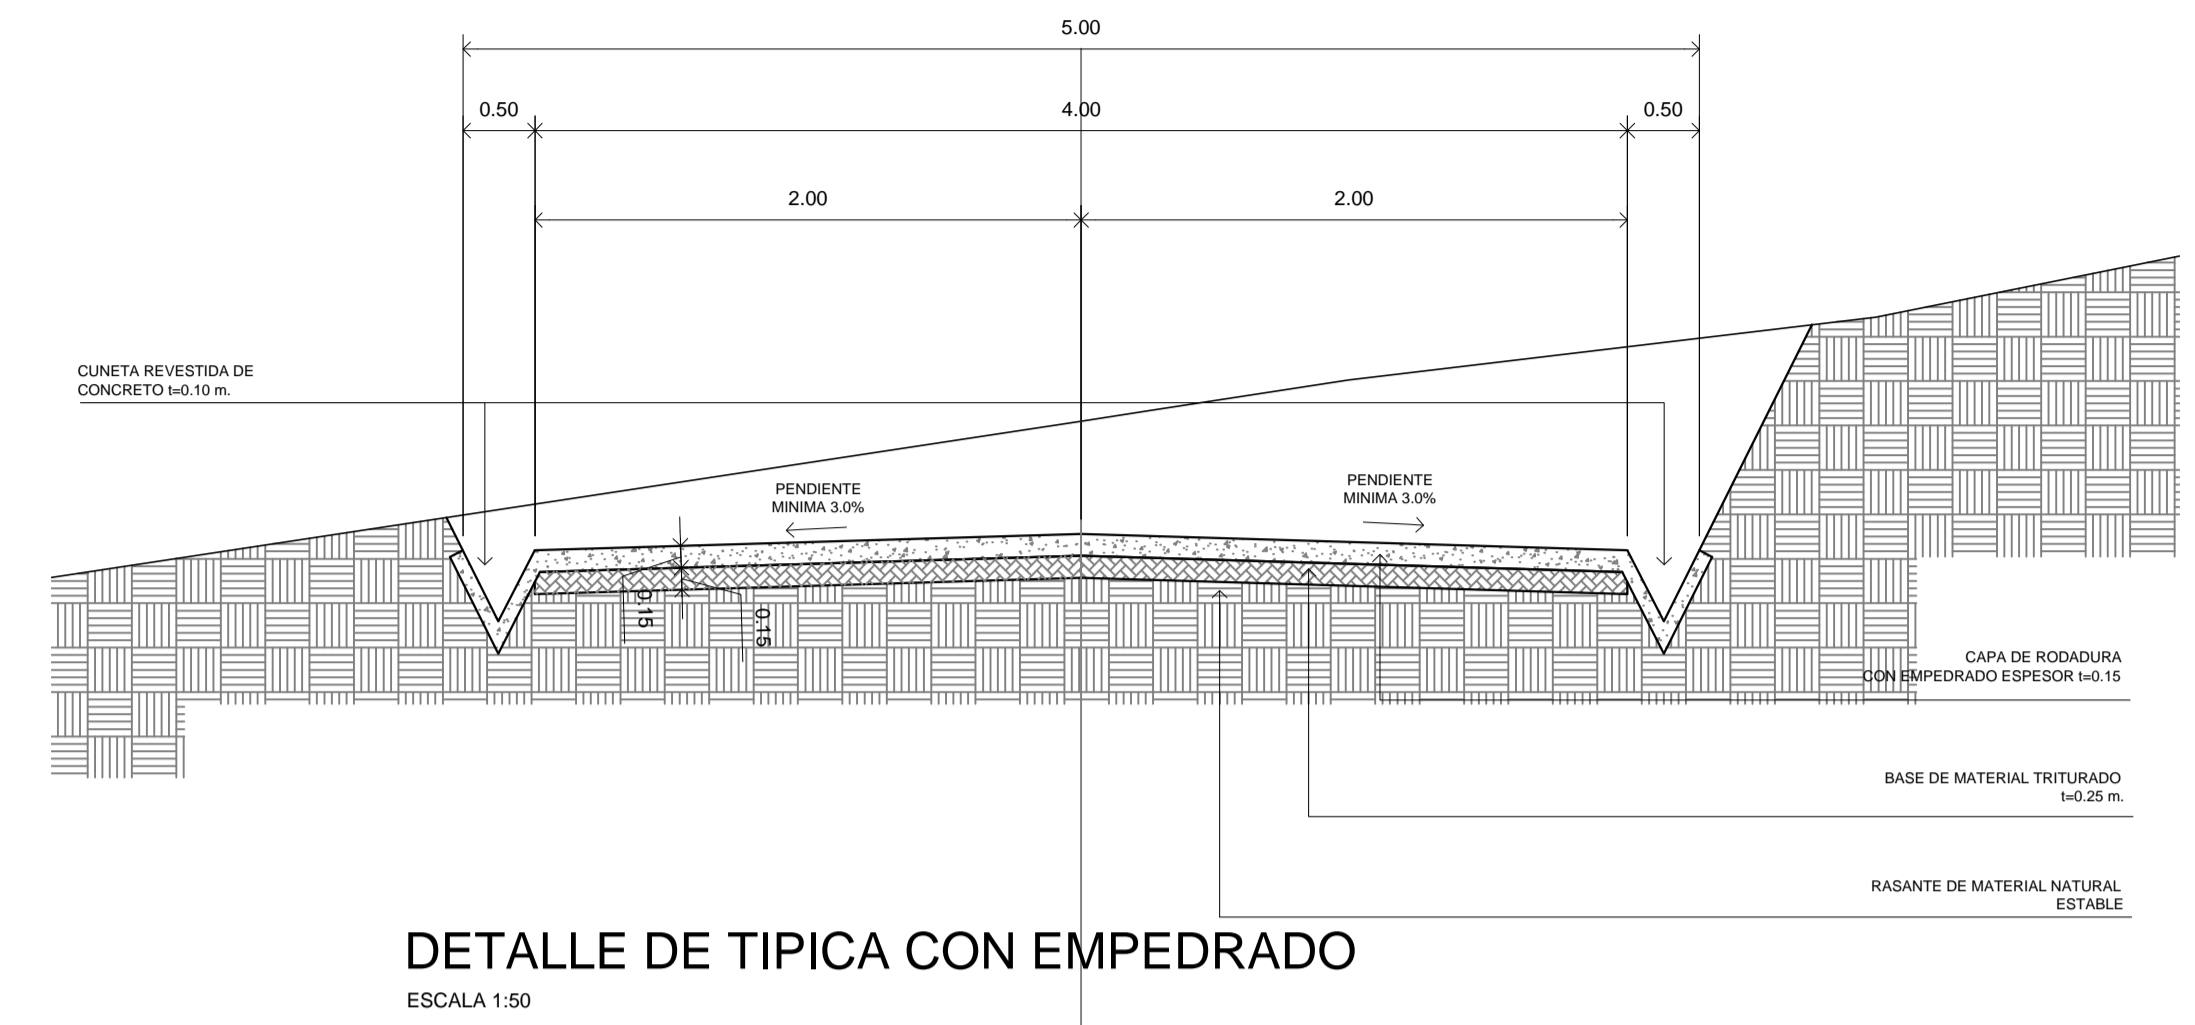 5.00
0.50
4.00
0.50
2.00
2.00
CUNETA REVESTIDA DE
CONCRETO t=0.10 m.
PENDIENTE
MINIMA 3.0%
PENDIENTE
MINIMA 3.0%
0.15
0.15
CAPA DE RODADURA
CON EMPEDRADO ESPESOR t=0.15
BASE DE MATERIAL TRITURADO
t=0.25 m.
RASANTE DE MATERIAL NATURAL
ESTABLE
DETALLE DE TIPICA CON EMPEDRADO
ESCALA 1:50